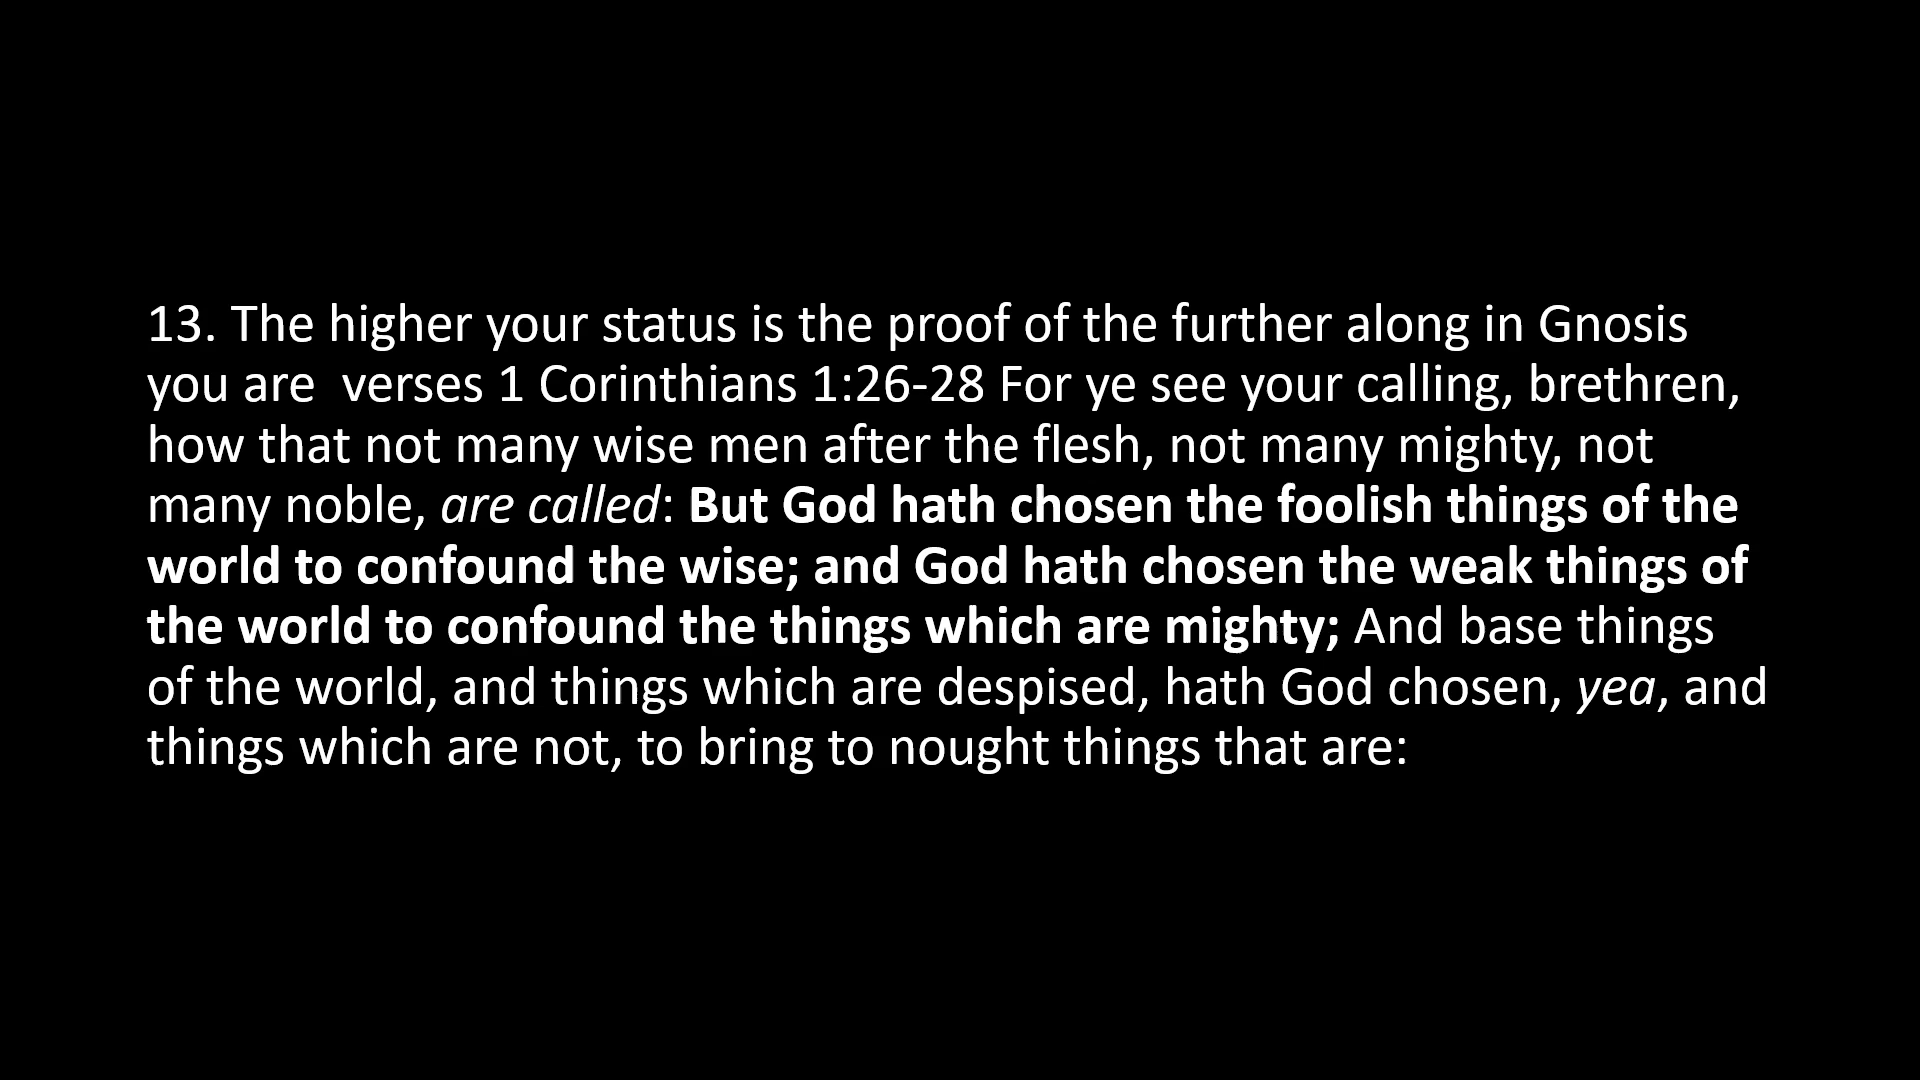 13. The higher your status is the proof of the further along in Gnosis
you are  verses 1 Corinthians 1:26-28 For ye see your calling, brethren,
how that not many wise men after the flesh, not many mighty, not
many noble, are called: But God hath chosen the foolish things of the
world to confound the wise; and God hath chosen the weak things of
the world to confound the things which are mighty; And base things
of the world, and things which are despised, hath God chosen, yea, and
things which are not, to bring to nought things that are: